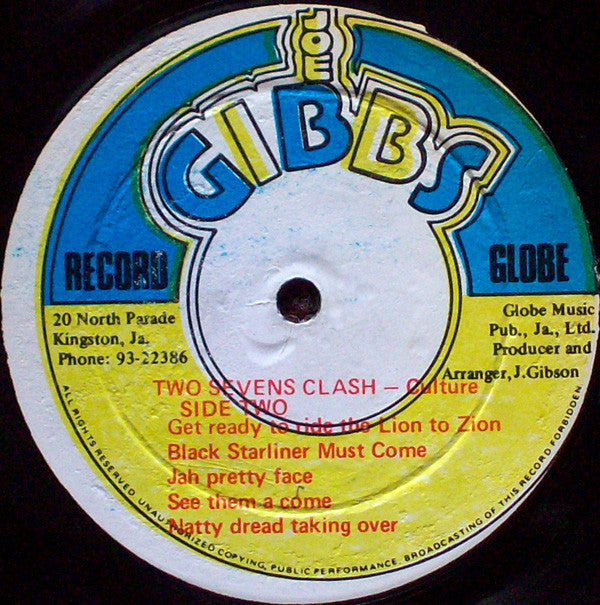 JOE
GIBBS
RECORD GLOBE
20 North Parade
Kingston, Ja.
Phone: 93-22386
Globe Music
Pub., Ja., Ltd.
Producer and
Arranger, J.Gibson
TWO SEVENS CLASH – Culture
SIDE TWO
Get ready to ride the Lion to Zion
Black Starliner Must Come
Jah pretty face
See them a come
Natty dread taking over
ALL RIGHTS RESERVED. UNAUTHORIZED COPYING, PUBLIC PERFORMANCE. BROADCASTING OF THIS RECORD FORBIDDEN